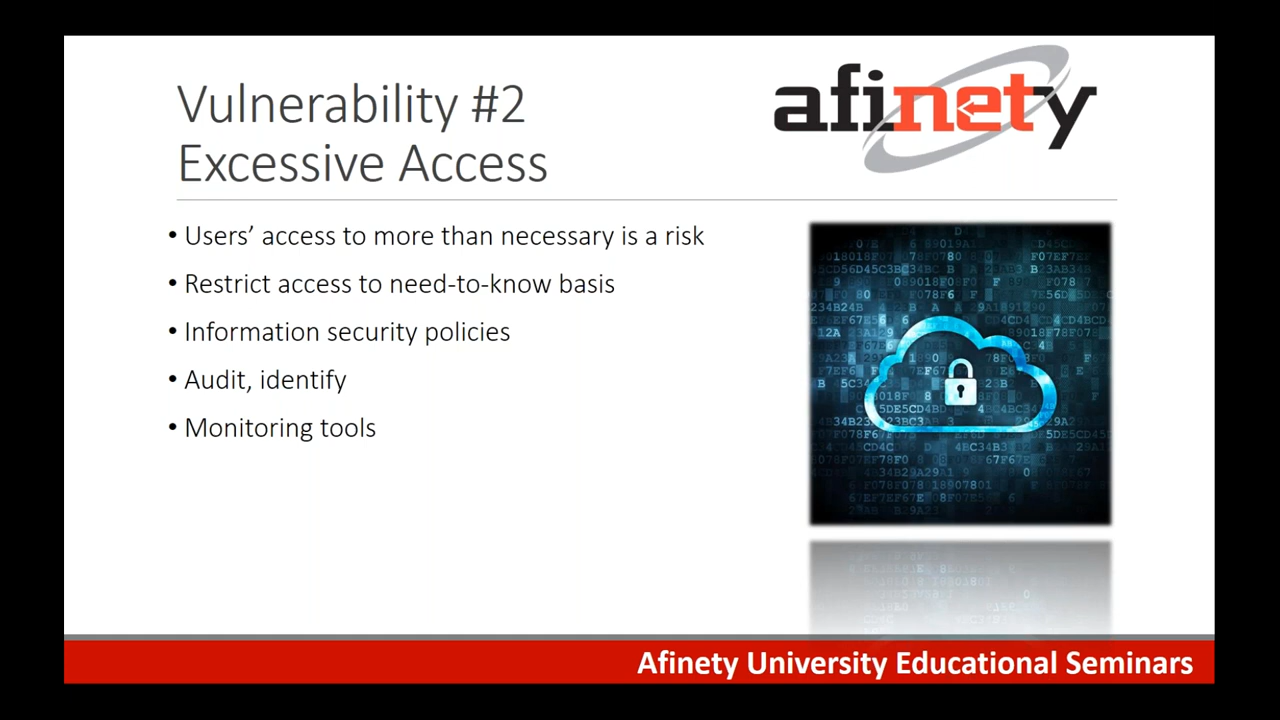 Vulnerability #2
Excessive Access
afinety
• Users’ access to more than necessary is a risk
• Restrict access to need-to-know basis
• Information security policies
• Audit, identify
• Monitoring tools
Afinety University Educational Seminars